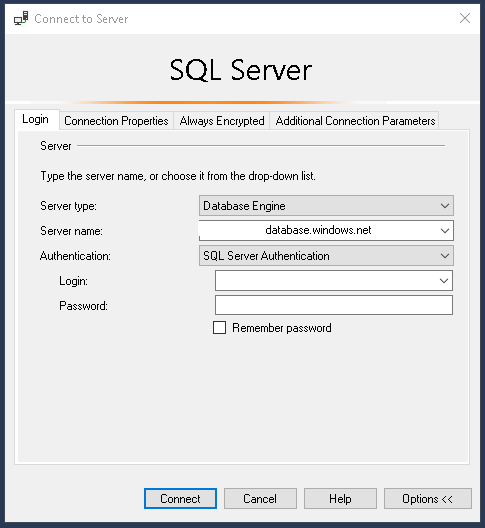 Connect to Server
SQL Server
Login Connection Properties Always Encrypted Additional Connection Parameters
Server
Type the server name, or choose it from the drop-down list.
Server type: Database Engine
Server name: database.windows.net
Authentication: SQL Server Authentication
Login:
Password:
Remember password
Connect Cancel Help Options <<